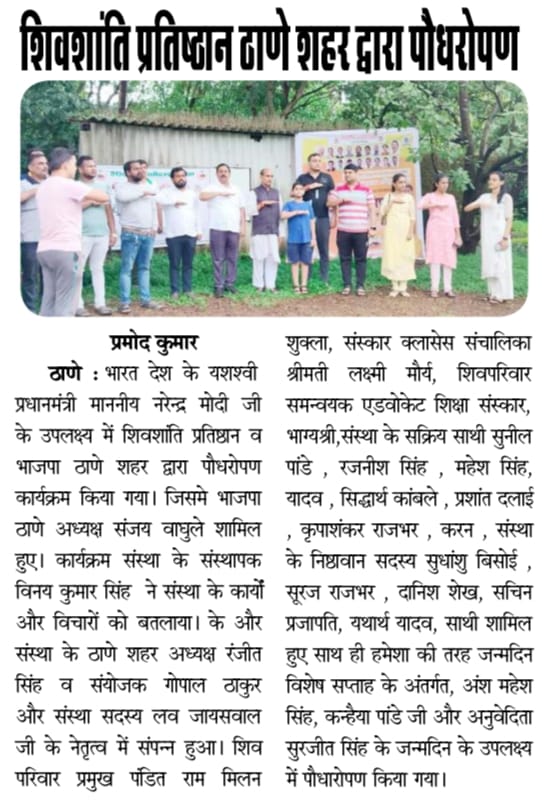 शिवशांति प्रतिष्ठान ठाणे शहर द्वारा पौधरोपण
प्रमोद कुमार
ठाणे : भारत देश के यशश्वी
प्रधानमंत्री माननीय नरेन्द्र मोदी जी
के उपलक्ष्य में शिवशांति प्रतिष्ठान व
भाजपा ठाणे शहर द्वारा पौधरोपण
कार्यक्रम किया गया। जिसमे भाजपा
ठाणे अध्यक्ष संजय वाघुले शामिल
हुए। कार्यक्रम संस्था के संस्थापक
विनय कुमार सिंह ने संस्था के कार्यों
और विचारों को बतलाया। के और
संस्था के ठाणे शहर अध्यक्ष रंजीत
सिंह व संयोजक गोपाल ठाकुर
और संस्था सदस्य लव जायसवाल
जी के नेतृत्व में संपन्न हुआ। शिव
परिवार प्रमुख पंडित राम मिलन
शुक्ला, संस्कार क्लासेस संचालिका
श्रीमती लक्ष्मी मौर्य, शिवपरिवार
समन्वयक एडवोकेट शिक्षा संस्कार,
भाग्यश्री,संस्था के सक्रिय साथी सुनील
पांडे , रजनीश सिंह , महेश सिंह,
यादव , सिद्धार्थ कांबले , प्रशांत दलाई
, कृपाशंकर राजभर , करन , संस्था
के निष्ठावान सदस्य सुधांशु बिसोई ,
सूरज राजभर , दानिश शेख, सचिन
प्रजापति, यथार्थ यादव, साथी शामिल
हुए साथ ही हमेशा की तरह जन्मदिन
विशेष सप्ताह के अंतर्गत, अंश महेश
सिंह, कन्हैया पांडे जी और अनुवेदिता
सुरजीत सिंह के जन्मदिन के उपलक्ष्य
में पौधारोपण किया गया।